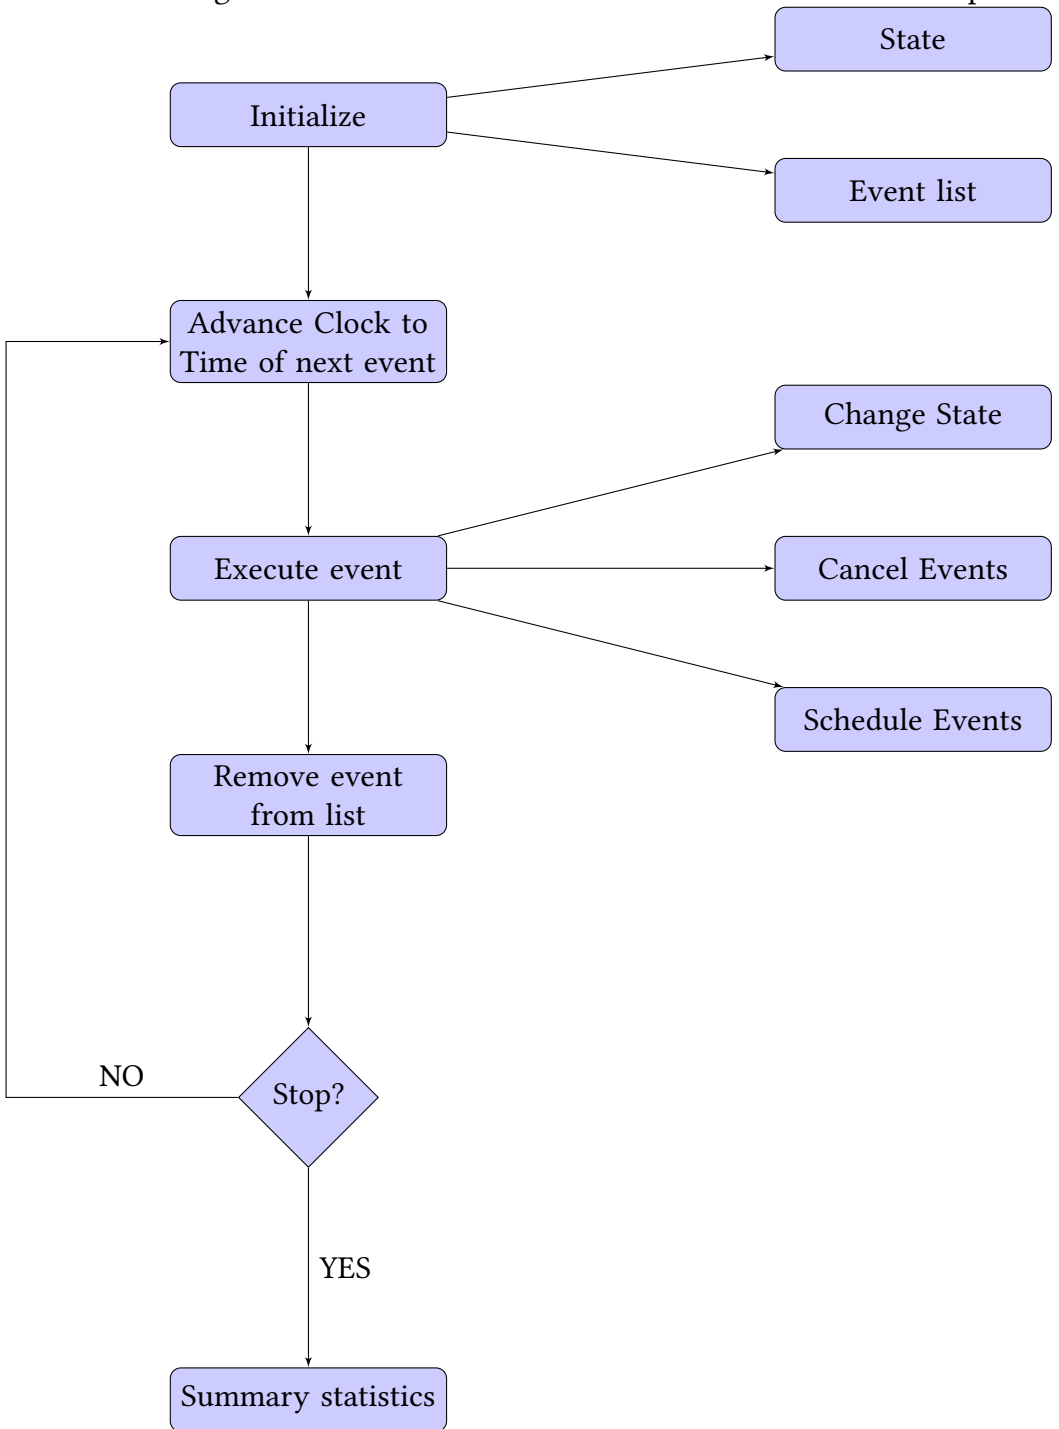 State
Initialize
Event list
Advance Clock to
Time of next event
Change State
Execute event
Cancel Events
Schedule Events
Remove event
from list
NO
Stop?
YES
Summary statistics